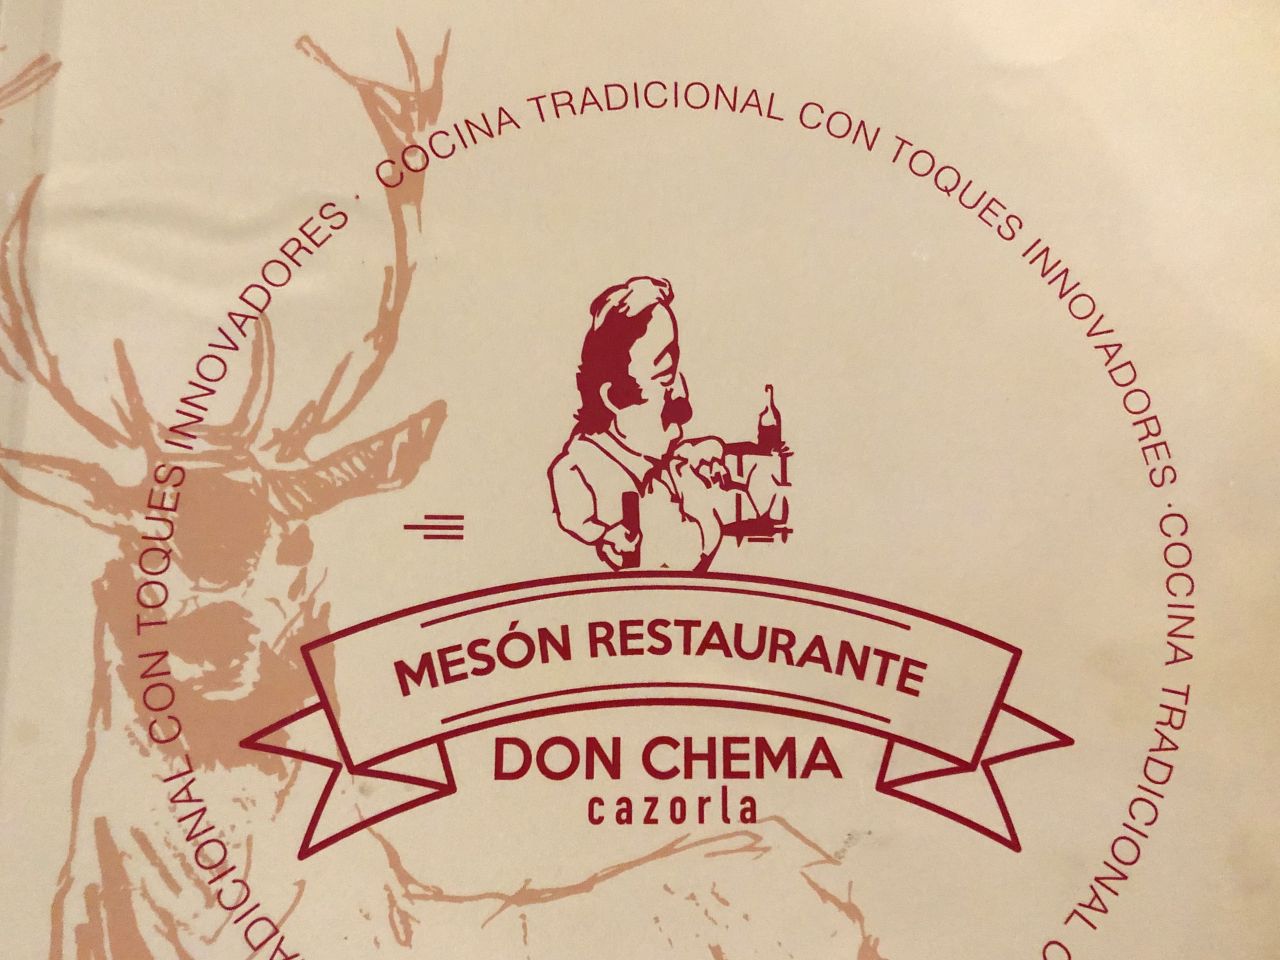 COCINA TRADICIONAL CON TOQUES INNOVADORES · COCINA TRADICIONAL
TRADICIONAL CON TOQUES INNOVADORES ·
MESÓN RESTAURANTE
DON CHEMA
cazorla